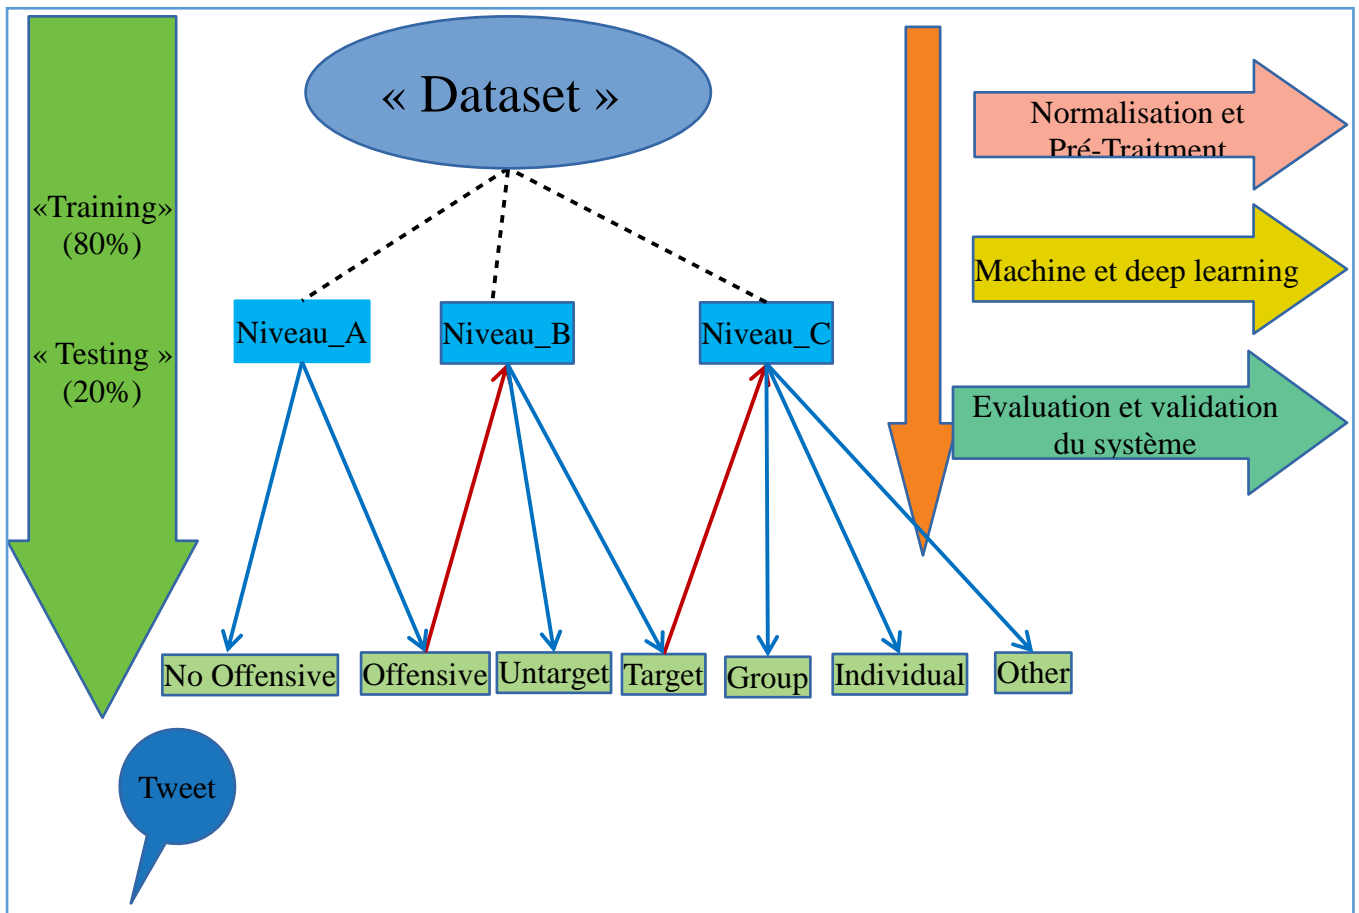 « Dataset »
Normalisation et
Pré-Traitment
«Training»
(80%)
Machine et deep learning
Niveau_A
Niveau_B
Niveau_C
« Testing »
(20%)
Evaluation et validation
du système
No Offensive
Offensive
Untarget
Target
Group
Individual
Other
Tweet